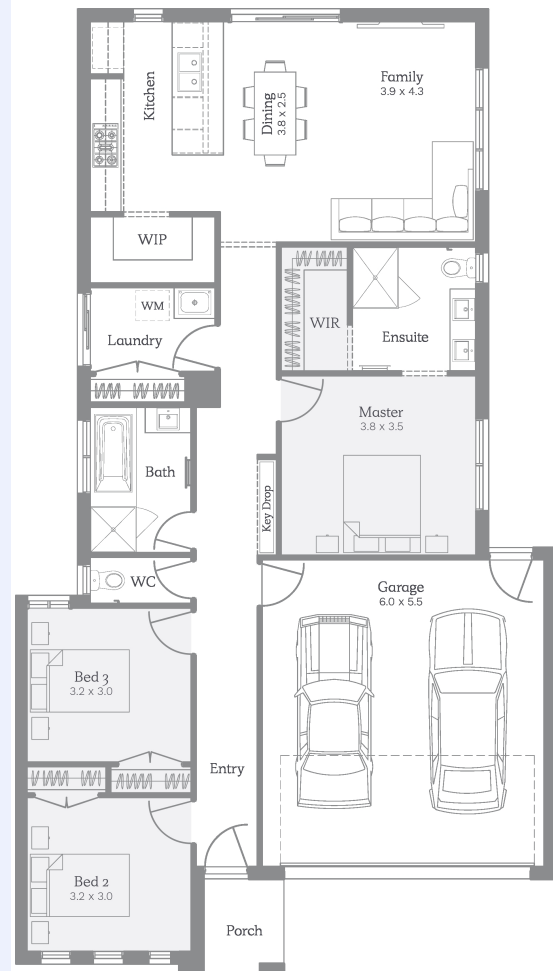 Kitchen
Dining
3.8 x 2.5
Family
3.9 x 4.3
WIP
WM
Laundry
WIR
Ensuite
Master
3.8 x 3.5
Bath
Key Drop
WC
Garage
6.0 x 5.5
Bed 3
3.2 x 3.0
Entry
Bed 2
3.2 x 3.0
Porch